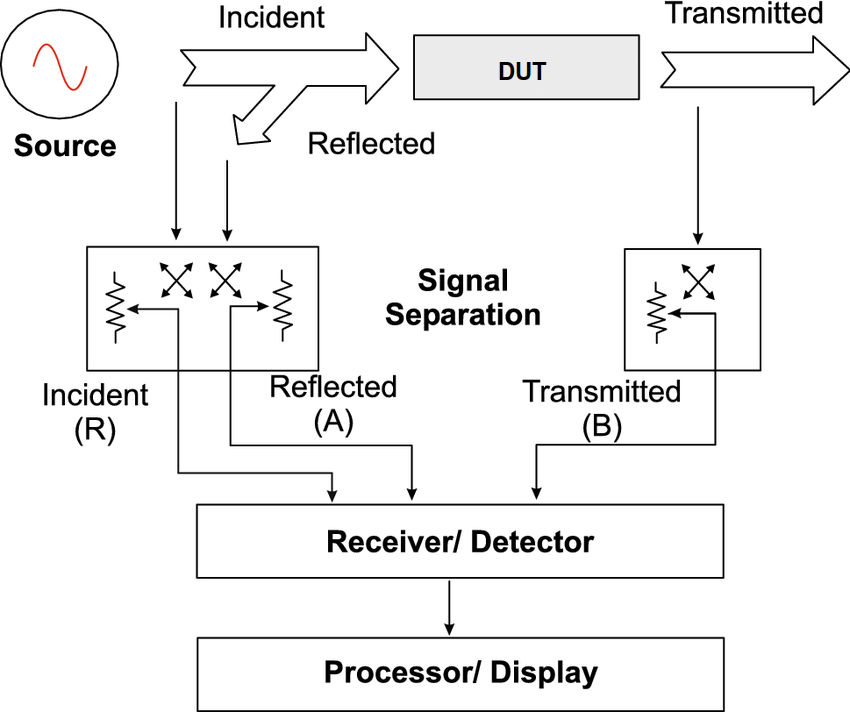 Incident
Transmitted
DUT
Source
Reflected
Signal
Separation
Incident
(R)
Reflected
(A)
Transmitted
(B)
Receiver/ Detector
Processor/ Display